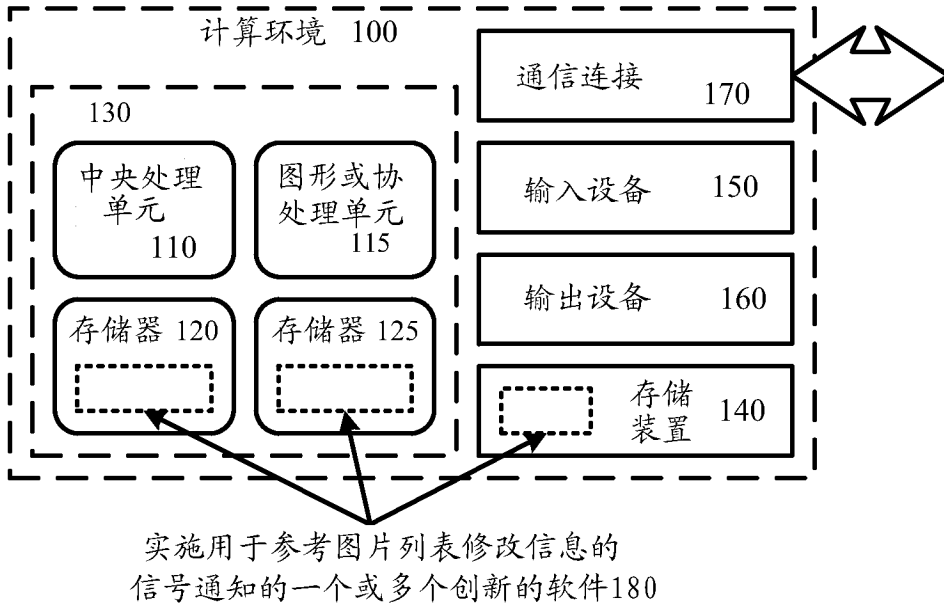 计算环境 100
130
中央处理
单元
110
图形或协
处理单元
115
存储器 120
存储器 125
通信连接
170
输入设备 150
输出设备 160
存储
装置
140
实施用于参考图片列表修改信息的
信号通知的一个或多个创新的软件180